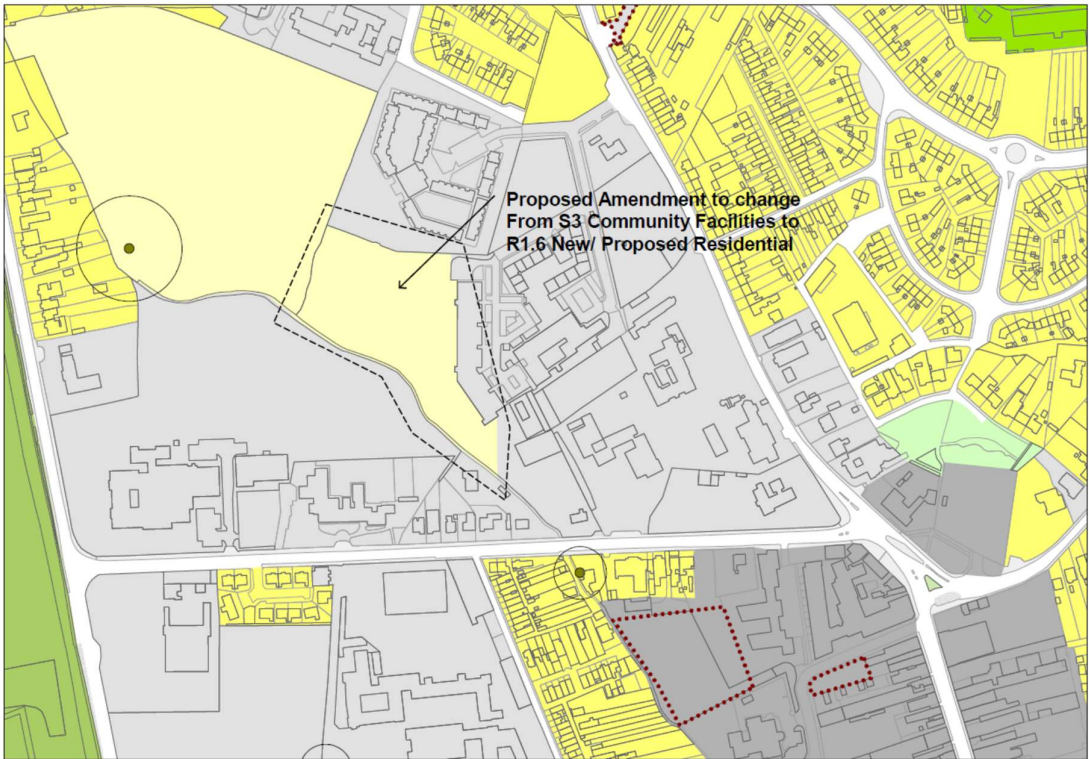 Proposed Amendment to change
From S3 Community Facilities to
R1.6 New/ Proposed Residential